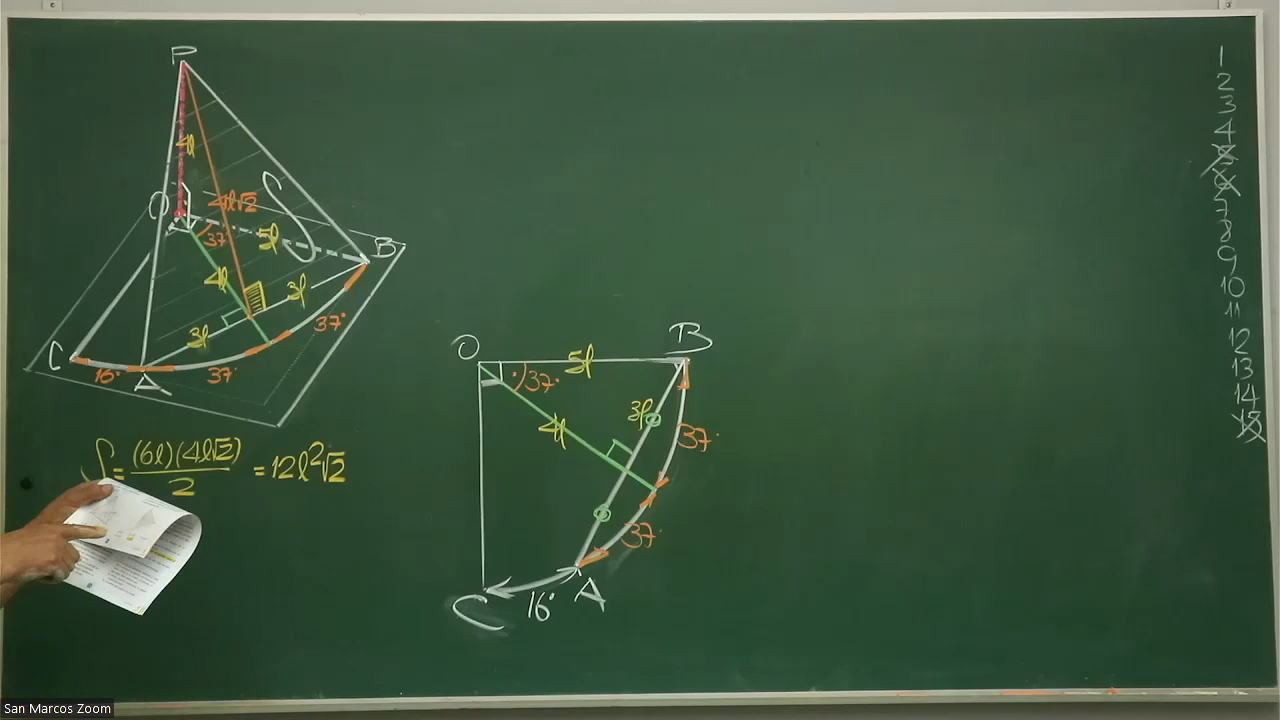 P
4l
O
4l√2
S
37°
5l
B
4l
3l
3l
37°
C
16°
A
37°
S = (6l)(4l√2) / 2 = 12l²√2
O
B
5l
37°
3l
4l
37°
37°
C
16°
A
1
2
3
4
5
6
7
8
9
10
11
12
13
14
15
San Marcos Zoom